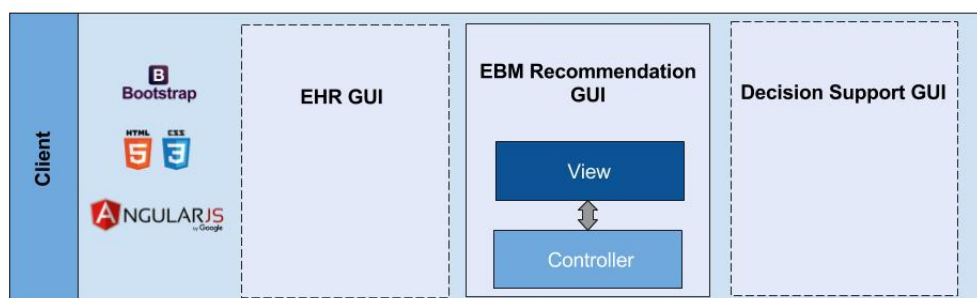 Client
B
Bootstrap
HTML CSS
5 3
ANGULARJS
by Google
EHR GUI
EBM Recommendation
GUI
View
Controller
Decision Support GUI